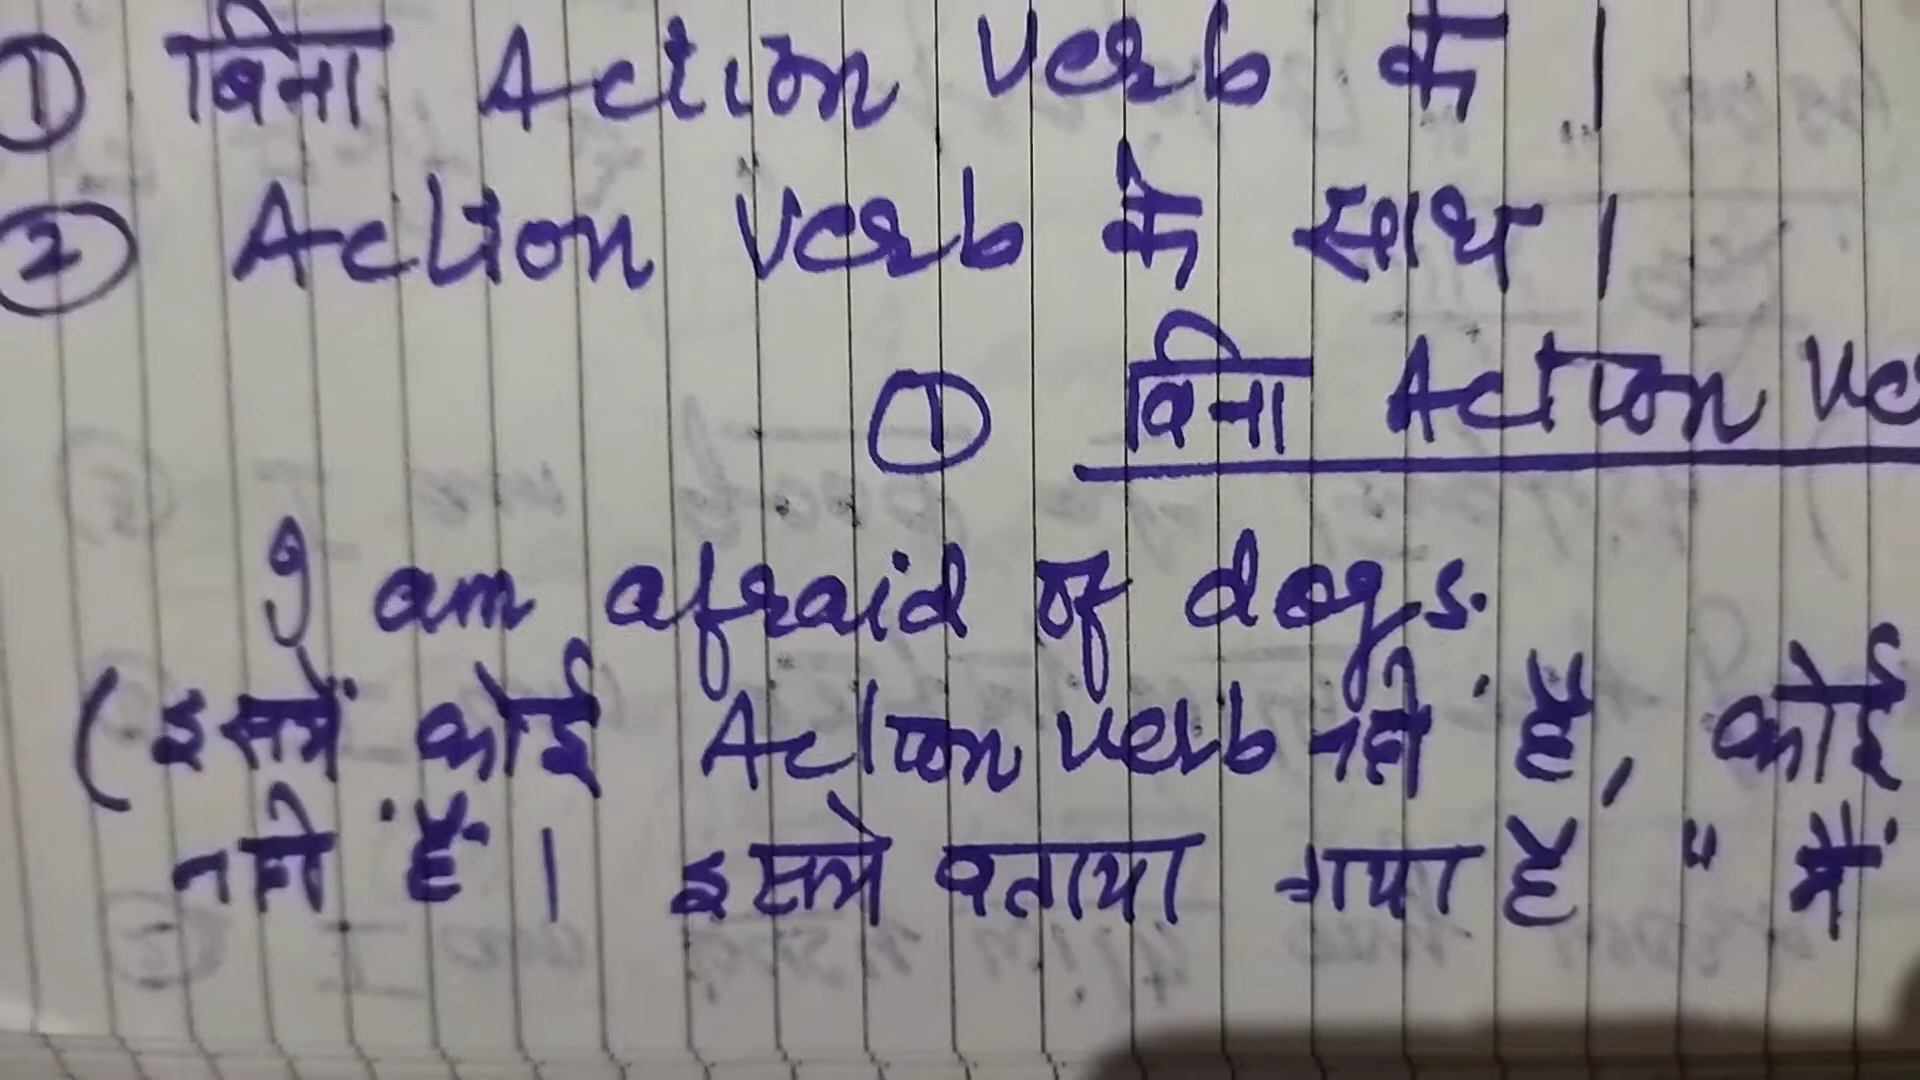 ① बिना Action verb के |
② Action verb के साथ |
① बिना Action ve
I am afraid of dogs.
(इसमें कोई Action verb नहीं है, कोई
नहीं है | इसमे बताया गया है " मैं